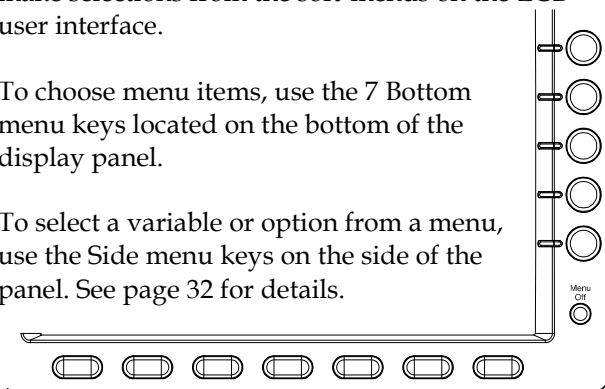 user interface.
To choose menu items, use the 7 Bottom
menu keys located on the bottom of the
display panel.
To select a variable or option from a menu,
use the Side menu keys on the side of the
panel. See page 32 for details.
Menu
Off